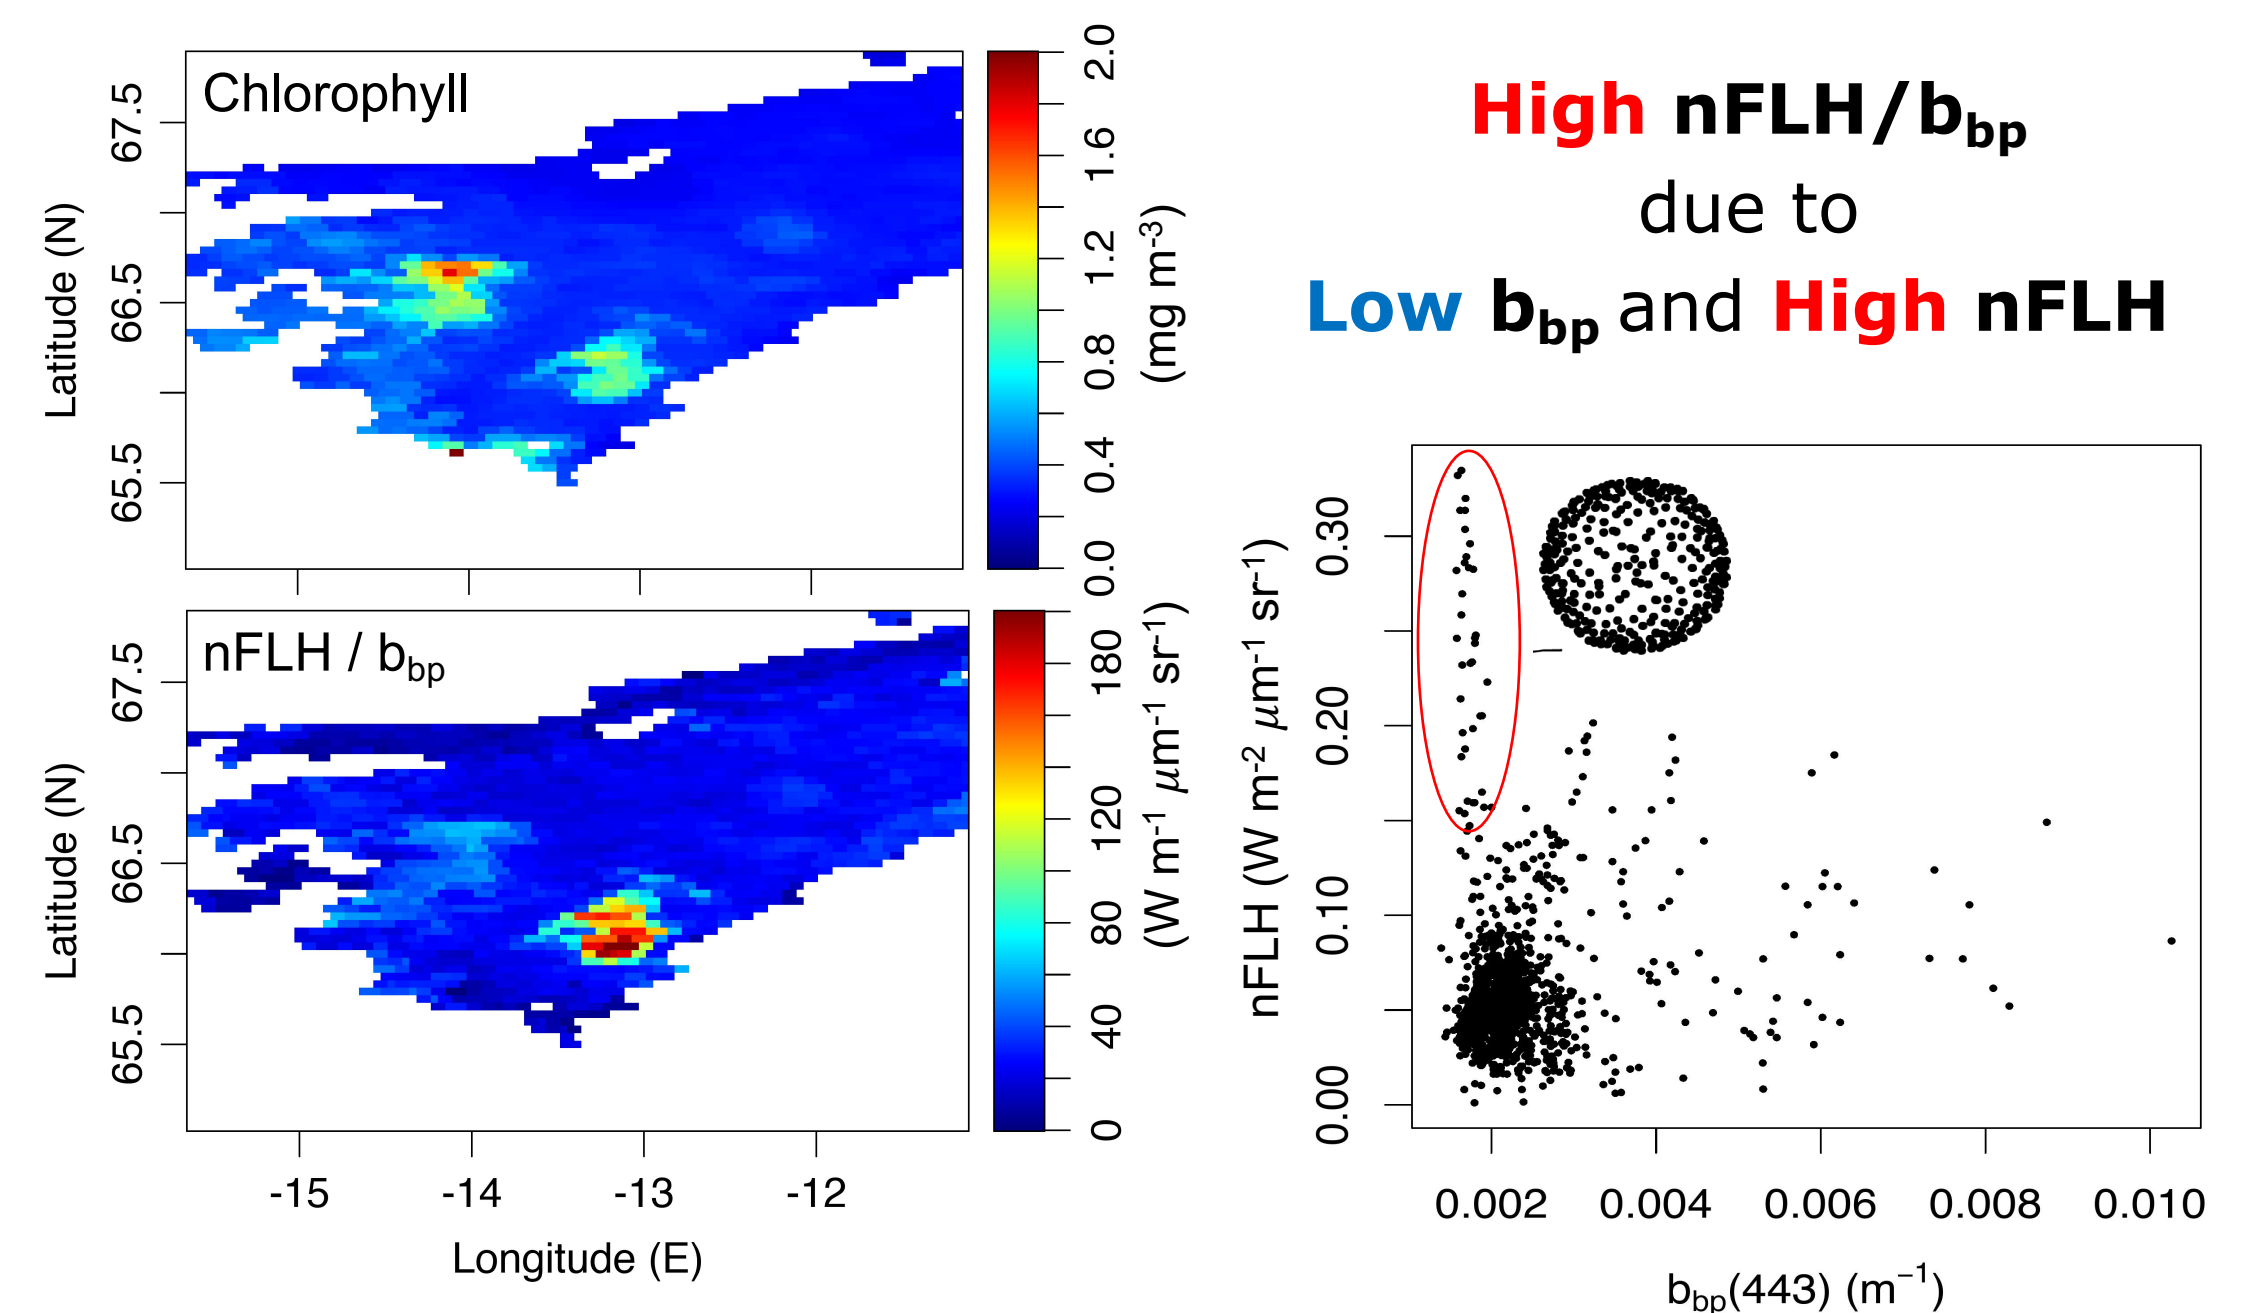 Chlorophyll
67.5
66.5
65.5
Latitude (N)
2.0
1.6
1.2
0.8
0.4
0.0
(mg m⁻³)
nFLH / b_bp
67.5
66.5
65.5
Latitude (N)
180
120
80
40
0
(W m⁻¹ µm⁻¹ sr⁻¹)
-15 -14 -13 -12
Longitude (E)
High nFLH/b_bp
due to
Low b_bp and High nFLH
0.30
0.20
0.10
0.00
nFLH (W m⁻² µm⁻¹ sr⁻¹)
0.002 0.004 0.006 0.008 0.010
b_bp(443) (m⁻¹)